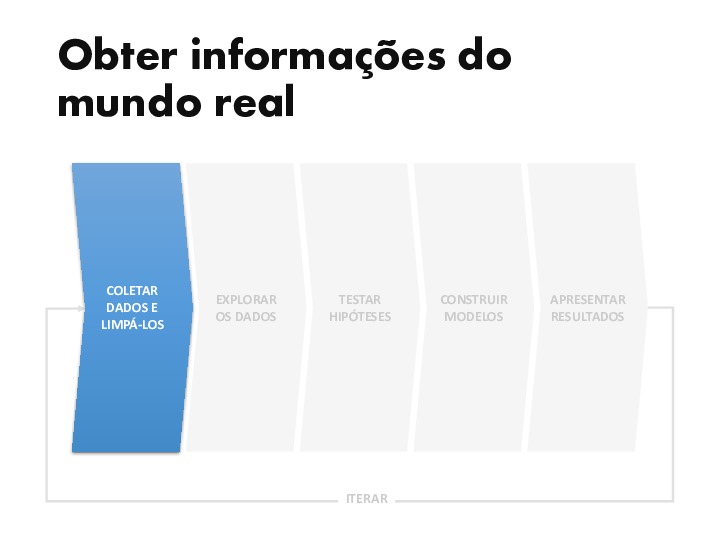 Obter informações do
mundo real
COLETAR
DADOS E
LIMPÁ-LOS
EXPLORAR
OS DADOS
TESTAR
HIPÓTESES
CONSTRUIR
MODELOS
APRESENTAR
RESULTADOS
ITERAR